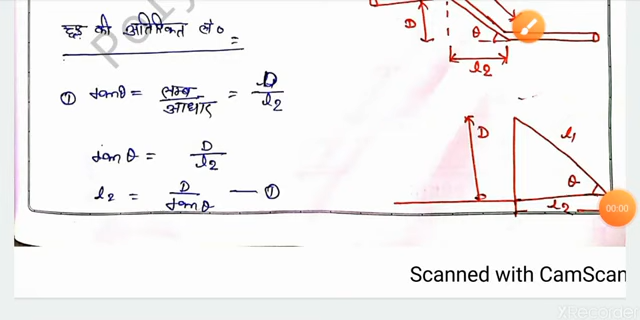 छड़ की अतिरिक्त लं० =
① tanθ = लम्ब / आधार = D / l2
tanθ = D / l2
l2 = D / tanθ — ①
D
θ
l2
D
l1
θ
l2
00:00
Scanned with CamScan
XRecorder